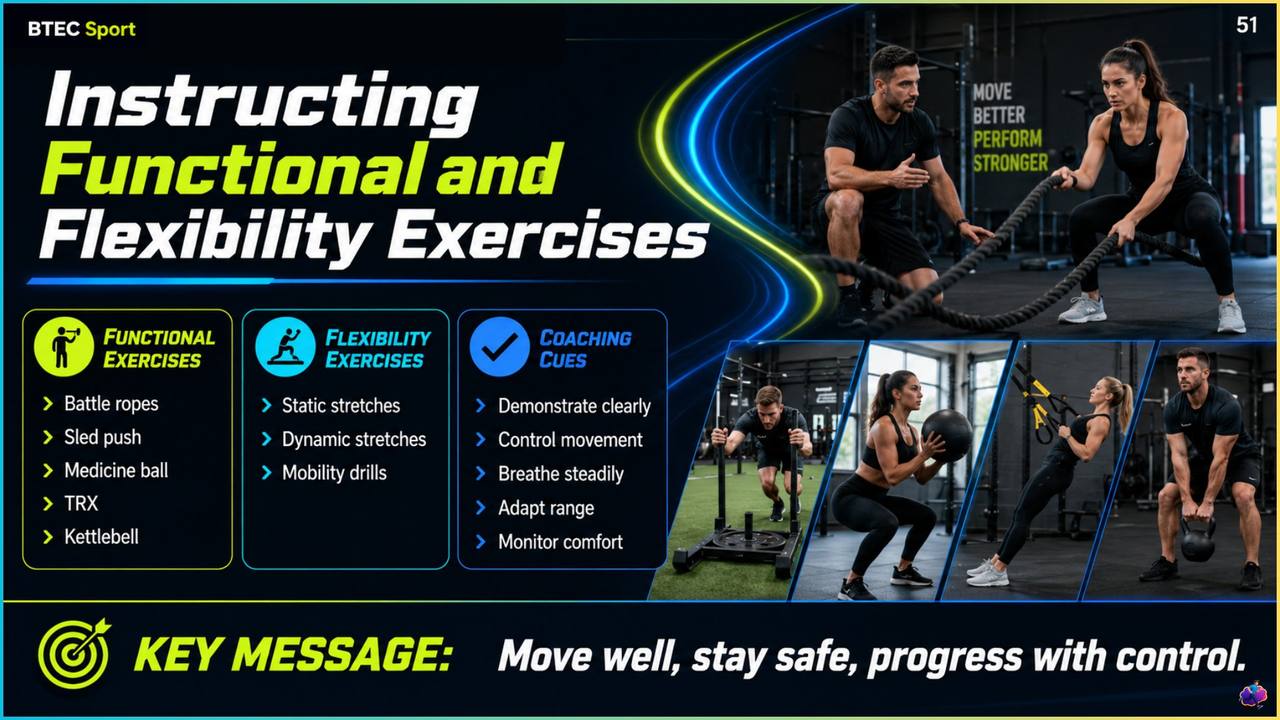 BTEC Sport
51
Instructing
Functional and
Flexibility Exercises
MOVE
BETTER
PERFORM
STRONGER
FUNCTIONAL
EXERCISES
Battle ropes
Sled push
Medicine ball
TRX
Kettlebell
FLEXIBILITY
EXERCISES
Static stretches
Dynamic stretches
Mobility drills
COACHING
CUES
Demonstrate clearly
Control movement
Breathe steadily
Adapt range
Monitor comfort
KEY MESSAGE: Move well, stay safe, progress with control.